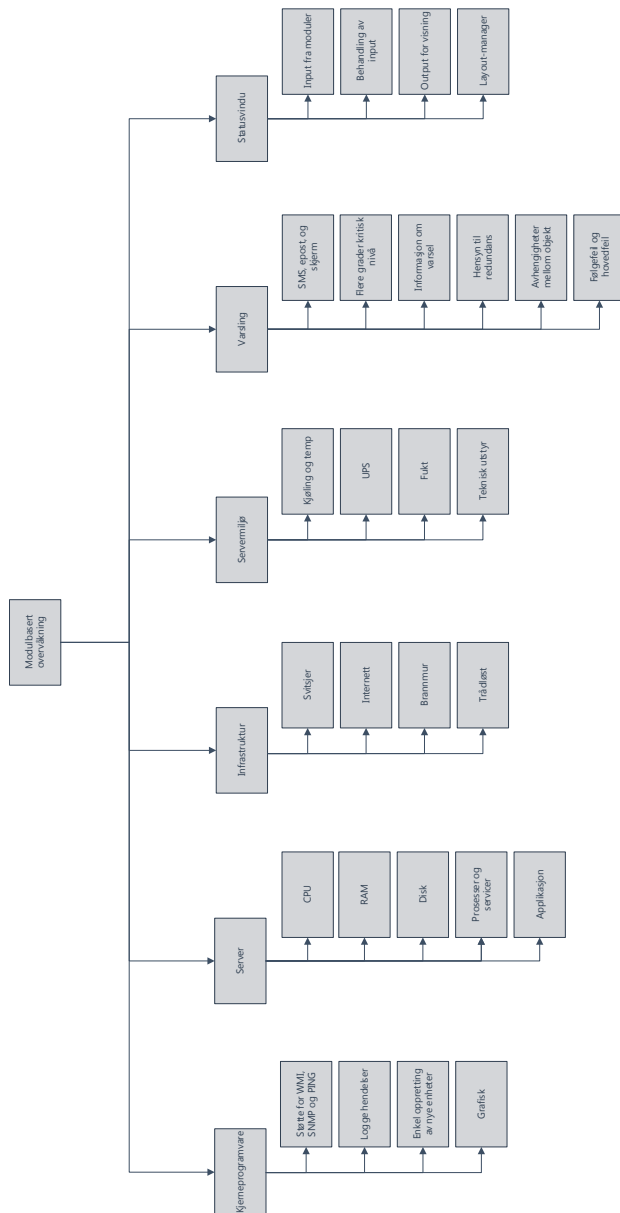 Modulbasert
overvåkning
Kjerneprogramvare
Støtte for WMI,
SNMP og PING
Logge hendelser
Enkel oppretting
av nye enheter
Grafisk
Server
CPU
RAM
Disk
Prosesser og
servicer
Applikasjon
Infrastruktur
Svitsjer
Internett
Brannmur
Trådløst
Servermiljø
Kjøling og temp
UPS
Fukt
Teknisk utstyr
Varsling
SMS, epost, og
skjerm
Flere grader kritisk
nivå
Informasjon om
varsel
Hensyn til
redundans
Avhengigheter
mellom objekt
Følgefeil og
hovedfeil
Statusvindu
Input fra moduler
Behandling av
input
Output for visning
Layout-manager